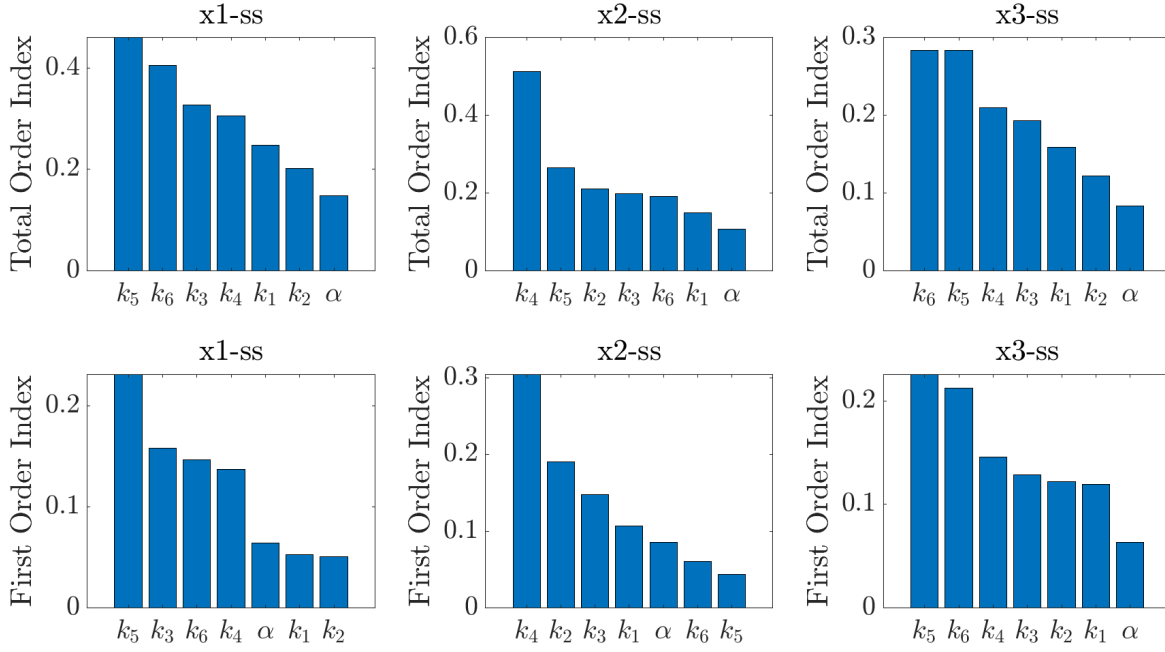 x1-ss
Total Order Index
0.4
0.2
0
k₅ k₆ k₃ k₄ k₁ k₂ α
x2-ss
Total Order Index
0.6
0.4
0.2
0
k₄ k₅ k₂ k₃ k₆ k₁ α
x3-ss
Total Order Index
0.3
0.2
0.1
0
k₆ k₅ k₄ k₃ k₁ k₂ α
x1-ss
First Order Index
0.2
0.1
0
k₅ k₃ k₆ k₄ α k₁ k₂
x2-ss
First Order Index
0.3
0.2
0.1
0
k₄ k₂ k₃ k₁ α k₆ k₅
x3-ss
First Order Index
0.2
0.1
0
k₅ k₆ k₄ k₃ k₂ k₁ α